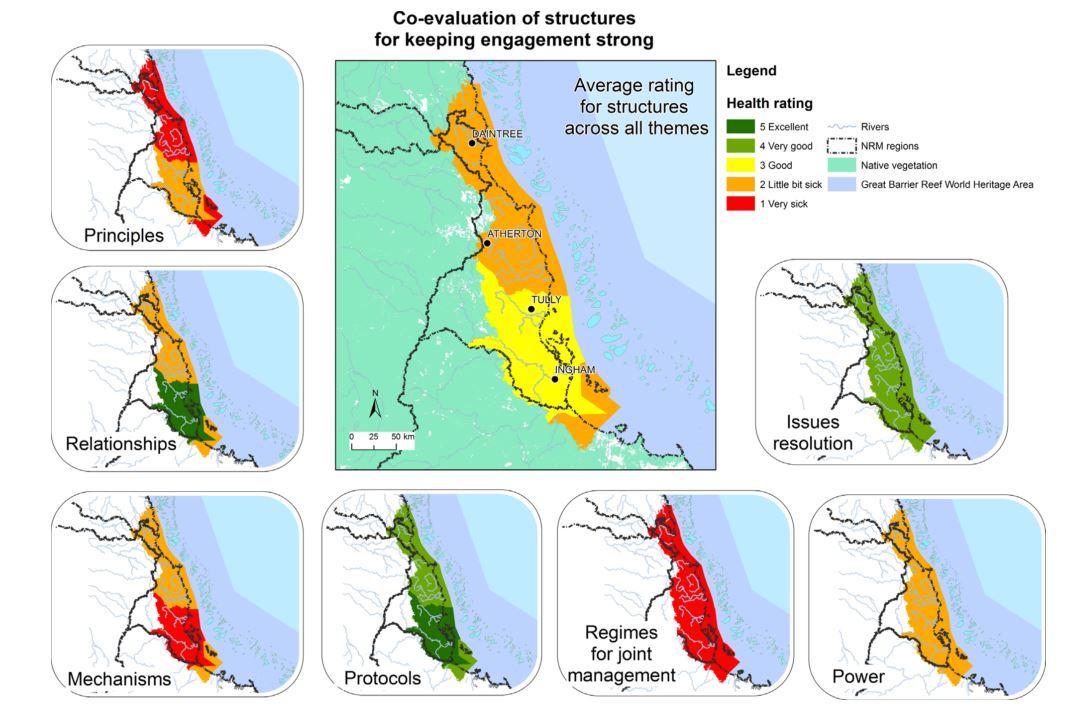 Co-evaluation of structures
for keeping engagement strong
Average rating
for structures
across all themes
DAINTREE
ATHERTON
TULLY
INGHAM
N
0 25 50 km
Legend
Health rating
5 Excellent
4 Very good
3 Good
2 Little bit sick
1 Very sick
Rivers
NRM regions
Native vegetation
Great Barrier Reef World Heritage Area
Principles
Relationships
Issues
resolution
Mechanisms
Protocols
Regimes
for joint
management
Power